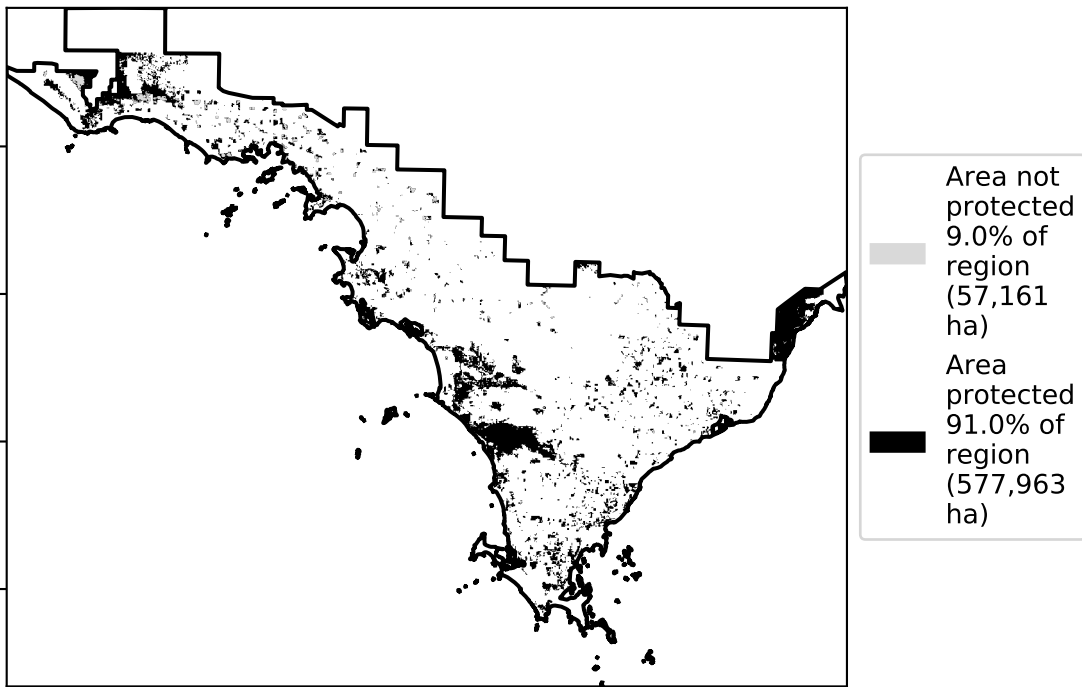 Area not
protected
9.0% of
region
(57,161
ha)
Area
protected
91.0% of
region
(577,963
ha)